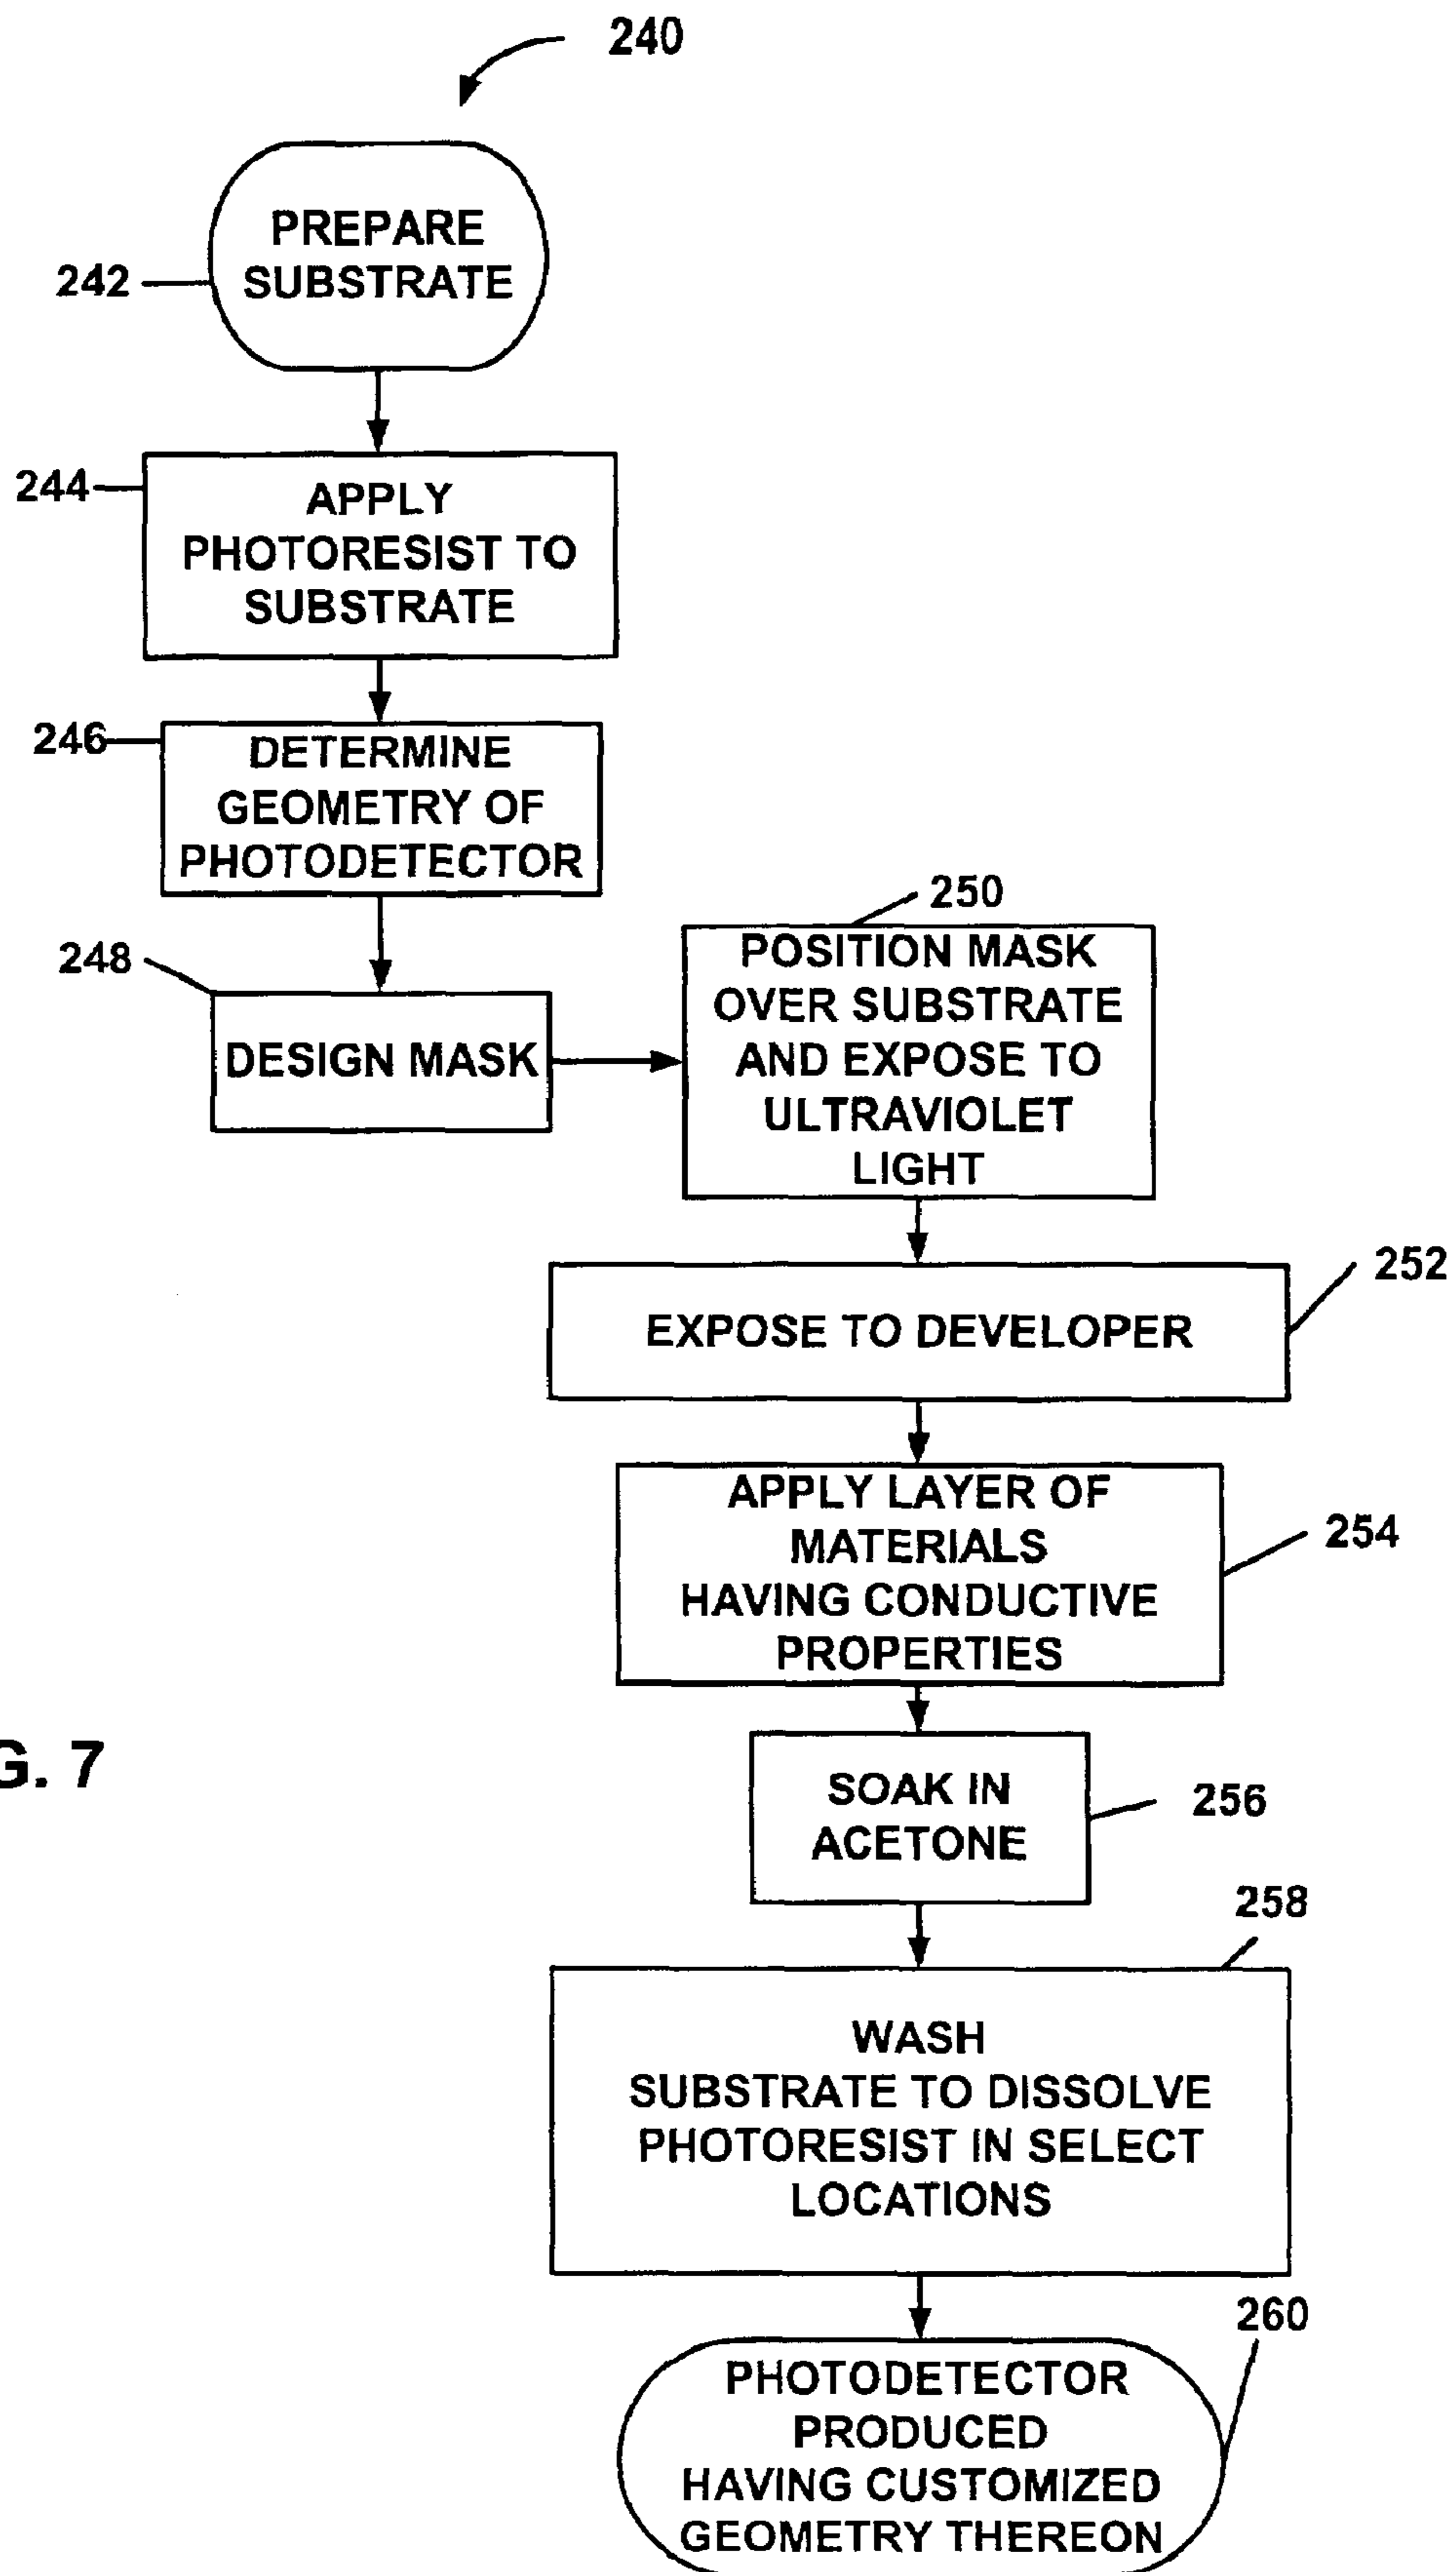 240
PREPARE
SUBSTRATE
242
244
APPLY
PHOTORESIST TO
SUBSTRATE
246
DETERMINE
GEOMETRY OF
PHOTODETECTOR
248
DESIGN MASK
250
POSITION MASK
OVER SUBSTRATE
AND EXPOSE TO
ULTRAVIOLET
LIGHT
252
EXPOSE TO DEVELOPER
APPLY LAYER OF
MATERIALS
HAVING CONDUCTIVE
PROPERTIES
254
G. 7
SOAK IN
ACETONE
256
258
WASH
SUBSTRATE TO DISSOLVE
PHOTORESIST IN SELECT
LOCATIONS
260
PHOTODETECTOR
PRODUCED
HAVING CUSTOMIZED
GEOMETRY THEREON